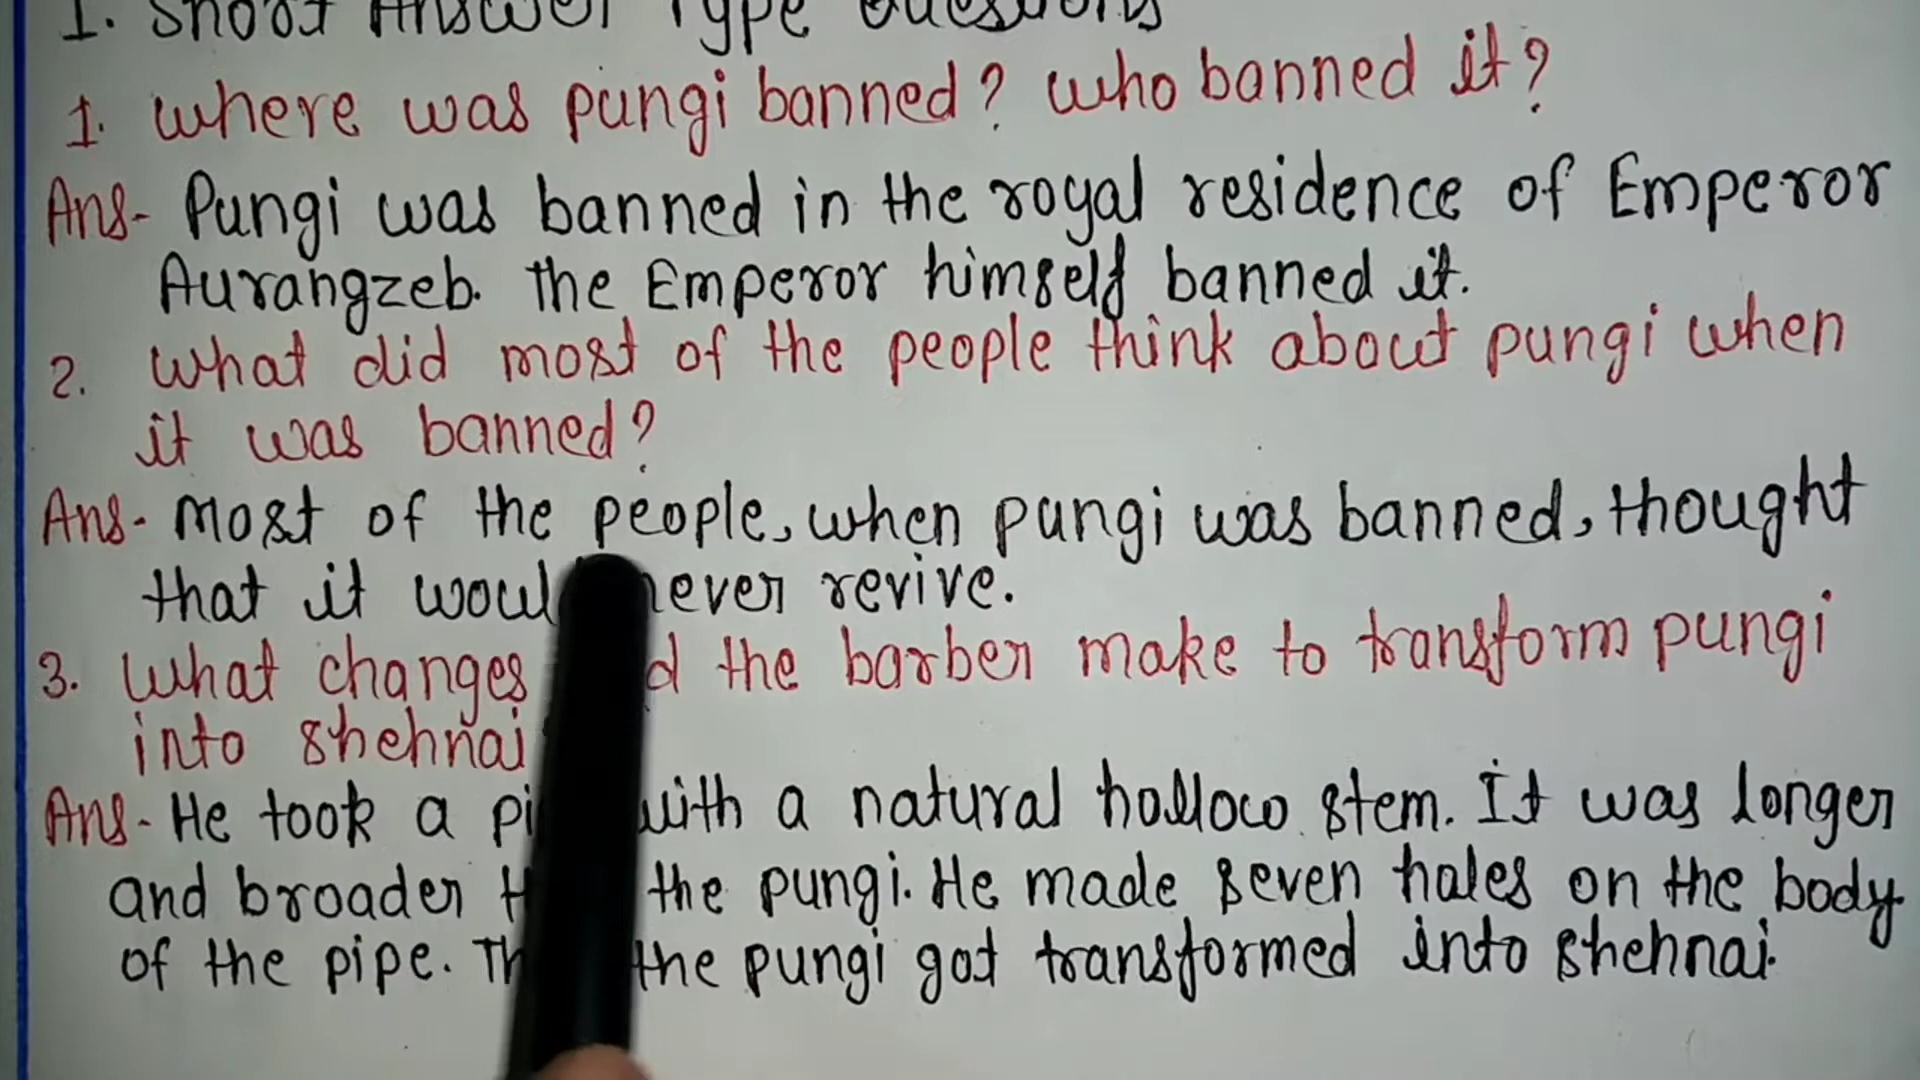 I. Short Answer Type Questions
1. where was pungi banned? who banned it?
Ans- Pungi was banned in the royal residence of Emperor
Aurangzeb. the Emperor himself banned it.
2. what did most of the people think about pungi when
it was banned?
Ans- Most of the people, when pungi was banned, thought
that it woul never revive.
3. what changes the barber make to transform pungi
into shehnai
Ans- He took a with a natural hollow stem. It was longer
and broader the pungi. He made seven holes on the body
of the pipe. the pungi got transformed into shehnai.